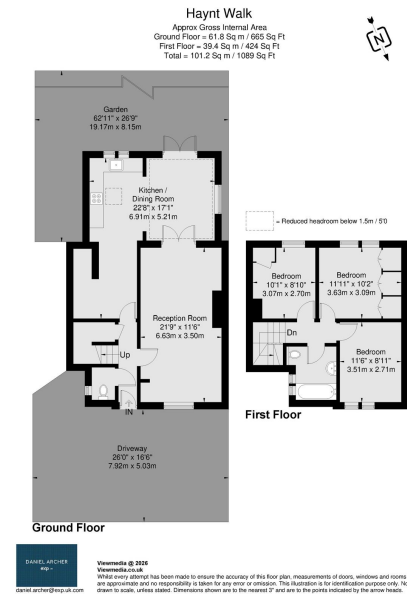 Haynt Walk
Approx Gross Internal Area
Ground Floor = 61.8 Sq m / 665 Sq Ft
First Floor = 39.4 Sq m / 424 Sq Ft
Total = 101.2 Sq m / 1089 Sq Ft
N
Garden
62'11" x 26'9"
19.17m x 8.15m
Kitchen /
Dining Room
22'8" x 17'1"
6.91m x 5.21m
= Reduced headroom below 1.5m / 5'0
Bedroom
10'1" x 8'10"
3.07m x 2.70m
Bedroom
11'11" x 10'2"
3.63m x 3.09m
Reception Room
21'9" x 11'6"
6.63m x 3.50m
Dn
Up
Bedroom
11'6" x 8'11"
3.51m x 2.71m
IN
First Floor
Driveway
26'0" x 16'6"
7.92m x 5.03m
Ground Floor
DANIEL ARCHER
exp
daniel.archer@exp.uk.com
Viewmedia @ 2026
Viewmedia.co.uk
Whilst every attempt has been made to ensure the accuracy of this floor plan, measurements of doors, windows and rooms
are approximate and no responsibility is taken for any error or omission. This illustration is for identification purpose only. No
drawn to scale, unless stated. Dimensions shown are to the nearest 3" and are to the points indicated by the arrow heads.